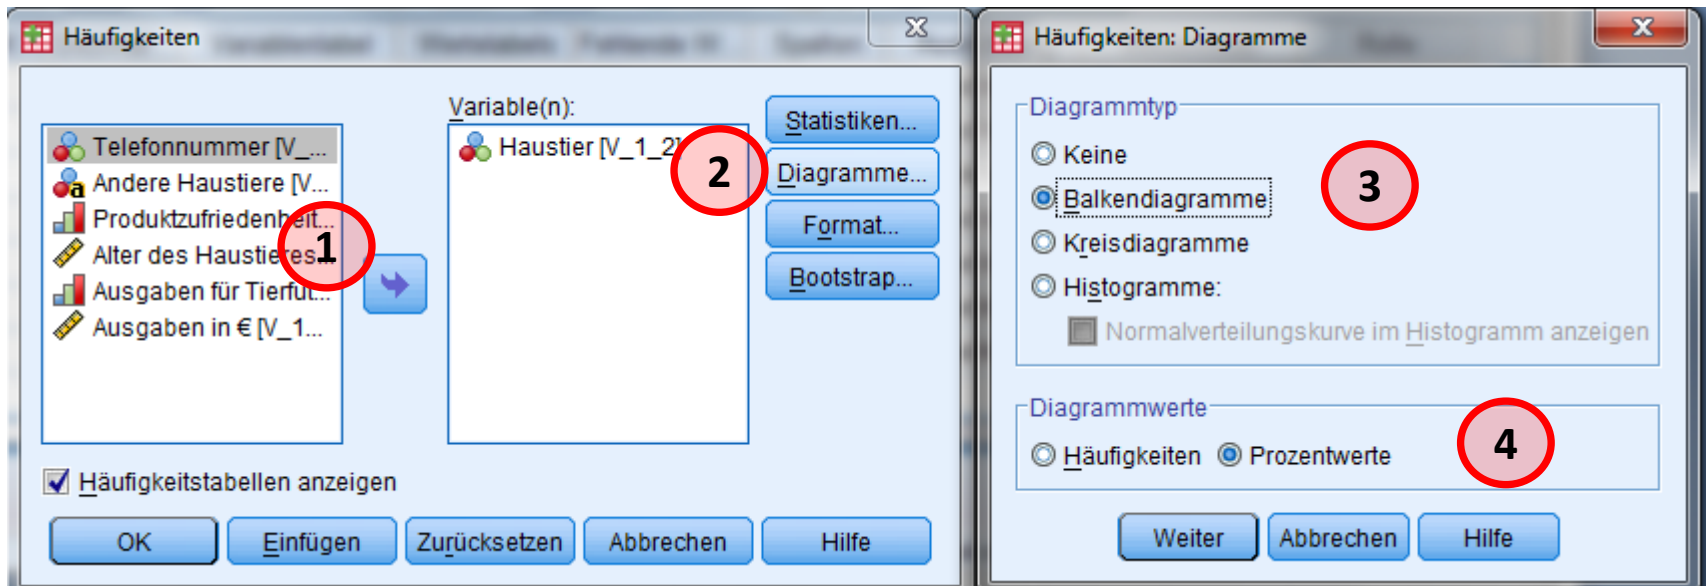 Häufigkeiten
Variable(n):
Telefonnummer [V_...
Andere Haustiere [V...
Produktzufriedenheit...
Alter des Haustieres...
Ausgaben für Tierfut...
Ausgaben in € [V_1...
1
Haustier [V_1_2]
2
Statistiken...
Diagramme...
Format...
Bootstrap...
Häufigkeitstabellen anzeigen
OK
Einfügen
Zurücksetzen
Abbrechen
Hilfe
Häufigkeiten: Diagramme
Diagrammtyp
Keine
Balkendiagramme
Kreisdiagramme
Histogramme:
Normalverteilungskurve im Histogramm anzeigen
3
Diagrammwerte
Häufigkeiten Prozentwerte
4
Weiter
Abbrechen
Hilfe